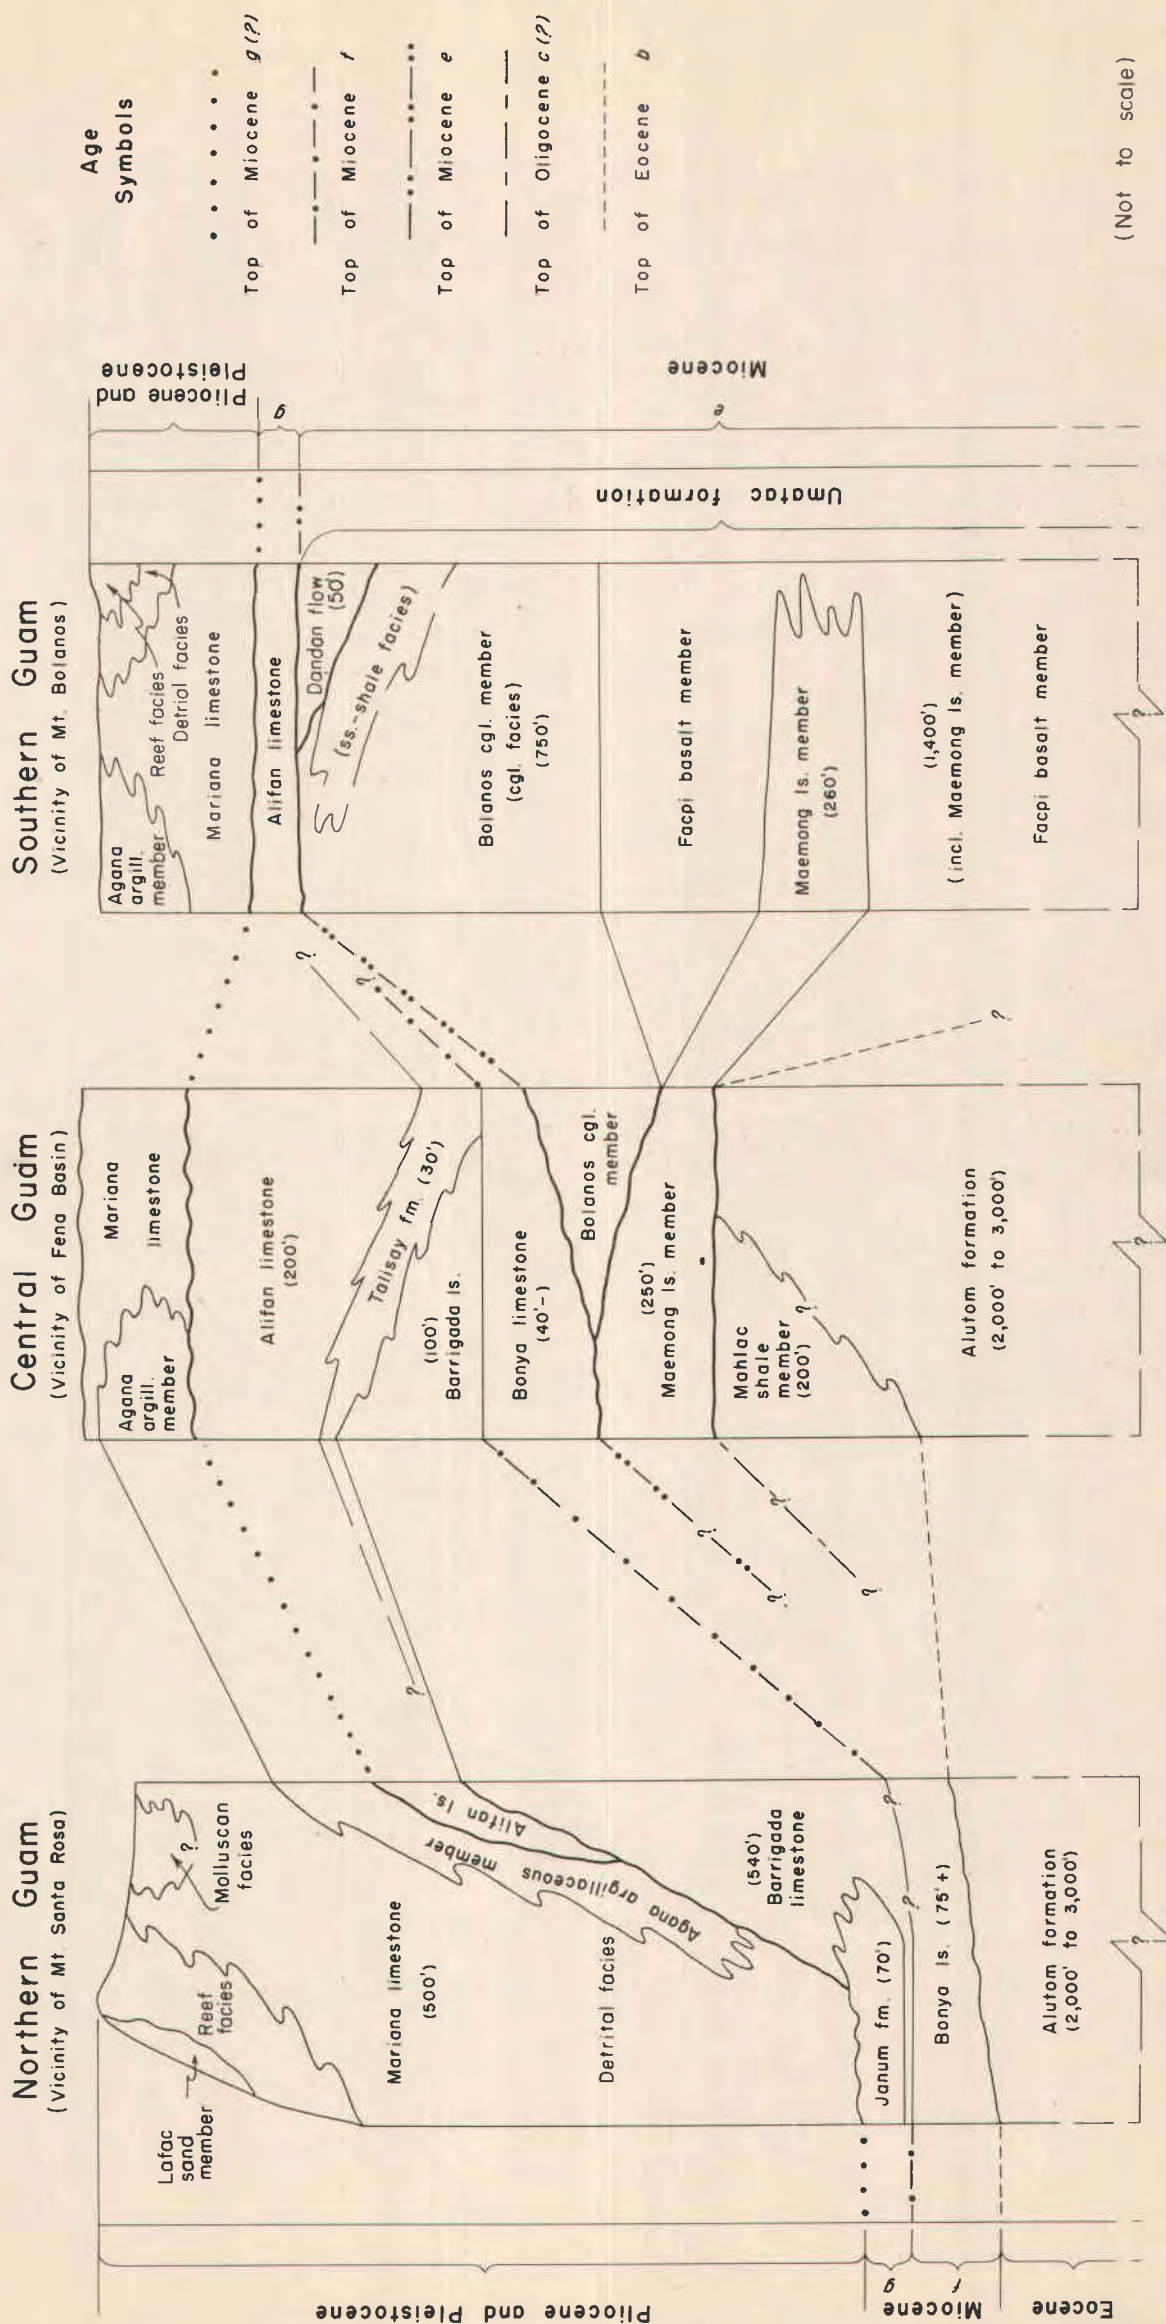 Northern Guam
(Vicinity of Mt. Santa Rosa)
Lafac
sand
member
Reef
facies
?
Molluscan
facies
Mariana limestone
(500')
Detrital facies
Agana argillaceous member
Alifan ls.
(540')
Barrigada
limestone
Janum fm. (70')
?
?
Bonya ls. (75'+)
Alutom formation
(2,000' to 3,000')
?
Pliocene and Pleistocene
g
f
Miocene
Eocene
?
?
?
?
?
Central Guam
(Vicinity of Fena Basin)
Agana
argill.
member
Mariana
limestone
Alifan limestone
(200')
Talisay fm. (30')
(100')
Barrigada ls.
Bonya limestone
(40'-)
Bolanos cgl.
member
(250')
Maemong ls. member
Mahlac
shale
member
(200')
?
Alutom formation
(2,000' to 3,000')
?
?
?
?
Southern Guam
(Vicinity of Mt. Bolanos)
Agana
argill.
member
Reef facies
Detrial facies
Mariana limestone
Alifan limestone
Dandan flow
(50')
(ss.-shale facies)
Bolanos cgl. member
(cgl. facies)
(750')
Facpi basalt member
Maemong ls. member
(260')
(1,400')
(incl. Maemong ls. member)
Facpi basalt member
?
Umatac formation
Pliocene and
Pleistocene
g
e
Miocene
Age
Symbols
Top of Miocene g(?)
Top of Miocene f
Top of Miocene e
Top of Oligocene c(?)
Top of Eocene b
(Not to scale)